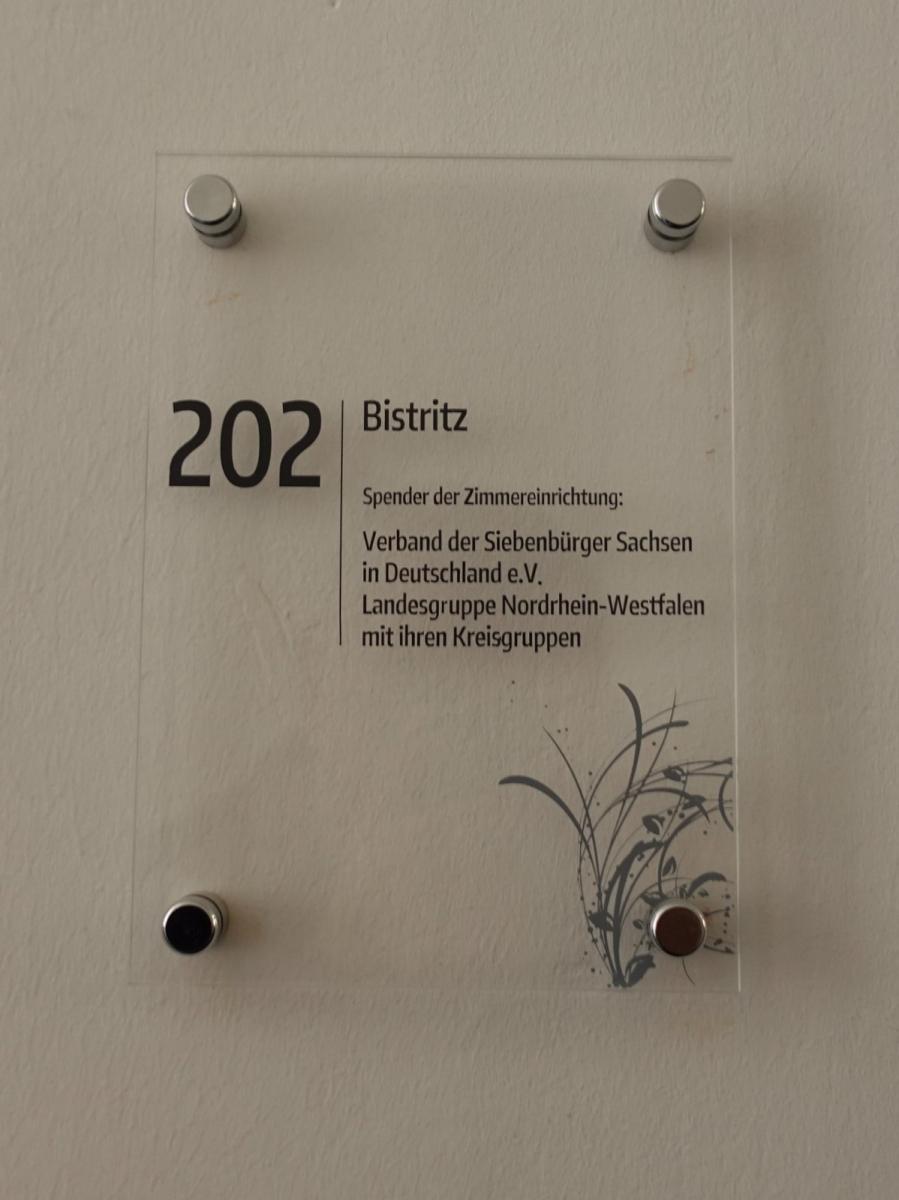 202
Bistritz
Spender der Zimmereinrichtung:
Verband der Siebenbürger Sachsen
in Deutschland e.V.
Landesgruppe Nordrhein-Westfalen
mit ihren Kreisgruppen